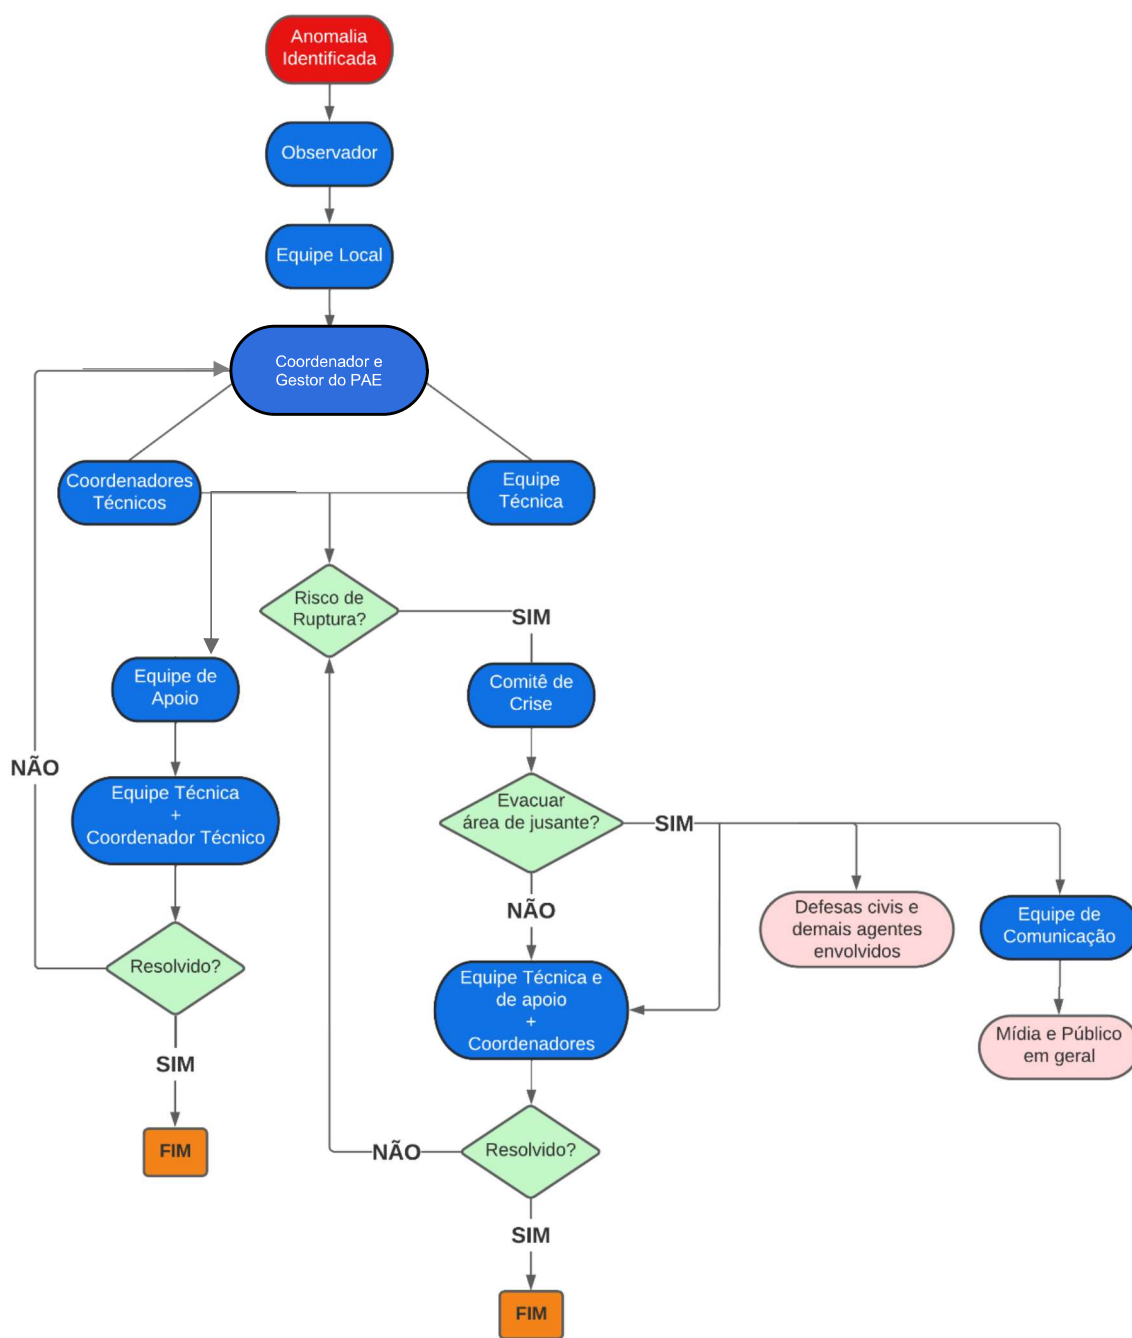 Anomalia
Identificada
Observador
Equipe Local
Coordenador e
Gestor do PAE
Coordenadores
Técnicos
Equipe
Técnica
Risco de
Ruptura?
SIM
Equipe de
Apoio
Comitê de
Crise
NÃO
Equipe Técnica
+
Coordenador Técnico
Evacuar
área de jusante?
SIM
NÃO
Defesas civis e
demais agentes
envolvidos
Equipe de
Comunicação
Resolvido?
Equipe Técnica e
de apoio
+
Coordenadores
Mídia e Público
em geral
SIM
FIM
NÃO
Resolvido?
SIM
FIM